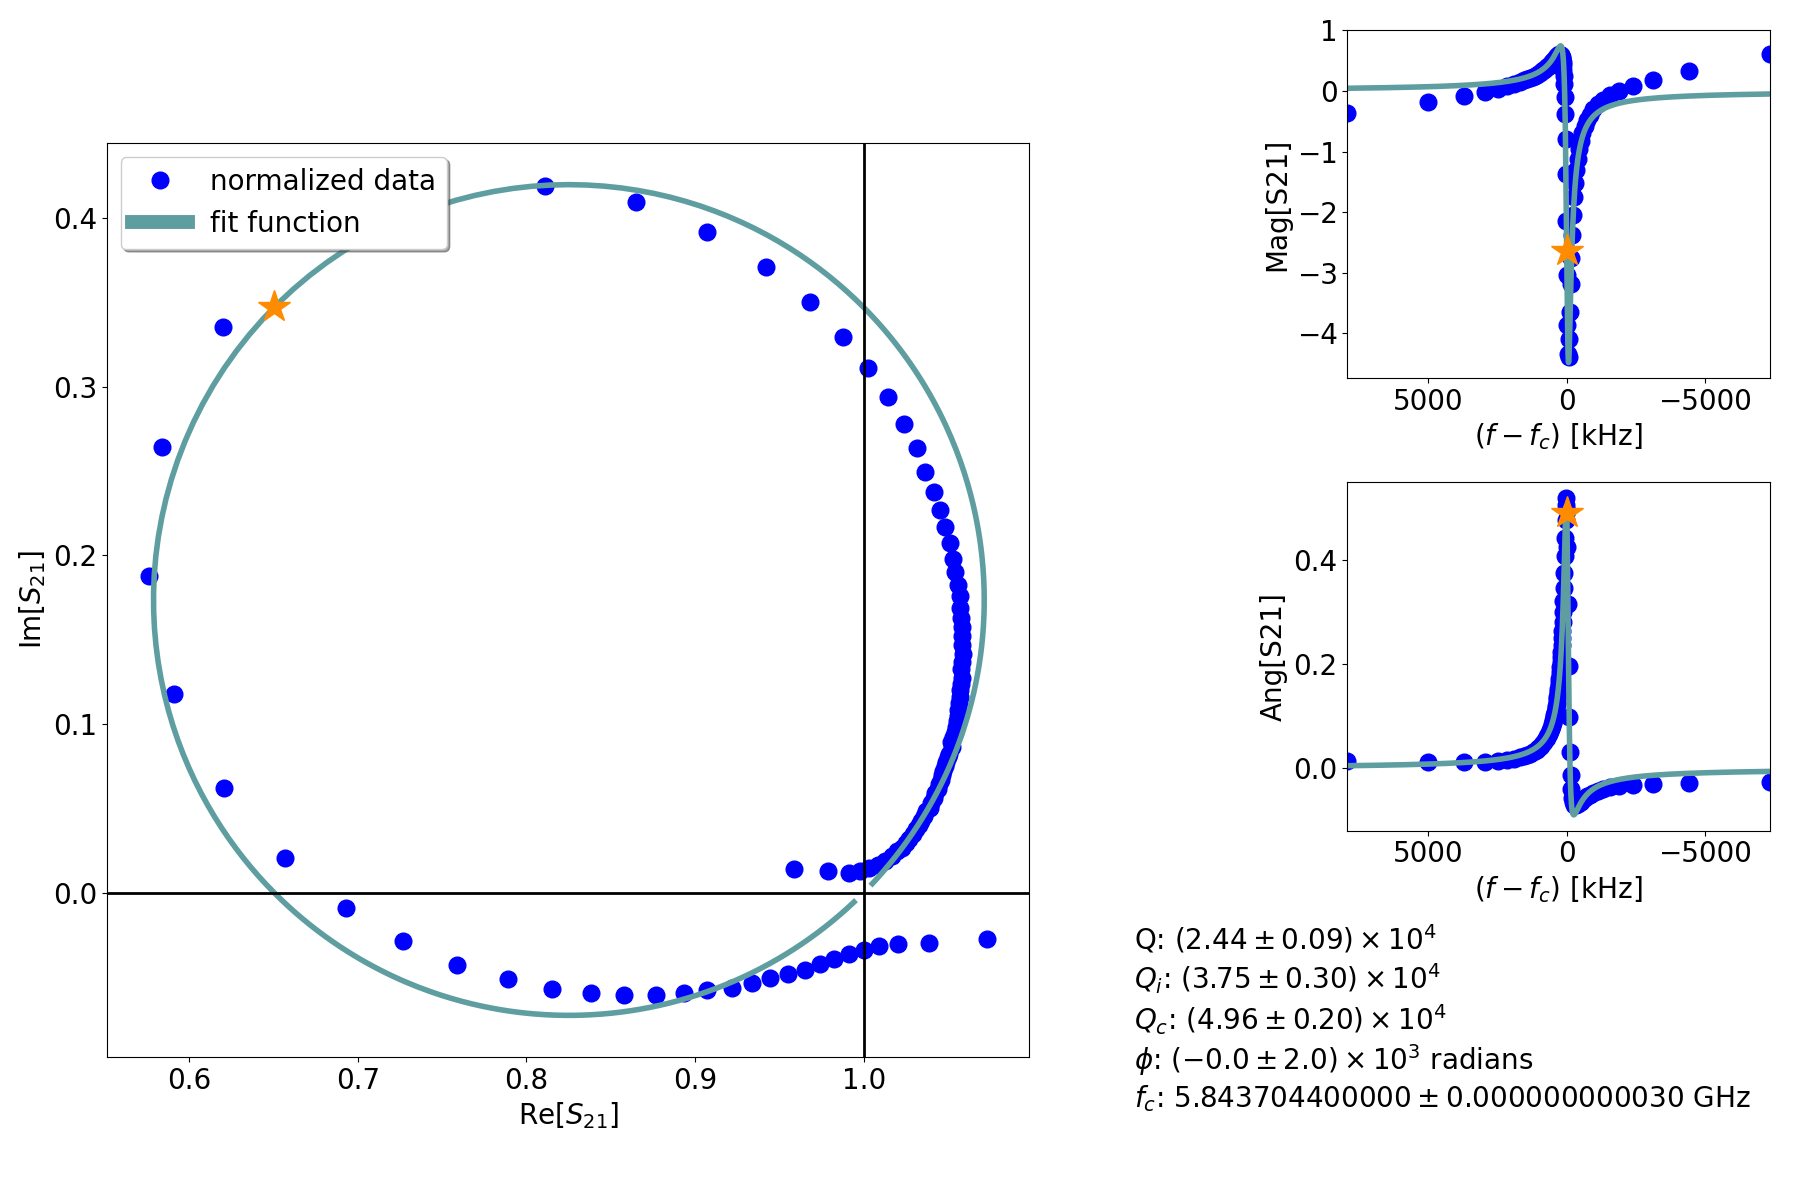 normalized data
fit function
0.4
0.3
0.2
0.1
0.0
Im[S21]
0.6 0.7 0.8 0.9 1.0
Re[S21]
1
0
−1
−2
−3
−4
Mag[S21]
5000 0 −5000
(f − fc) [kHz]
0.4
0.2
0.0
Ang[S21]
5000 0 −5000
(f − fc) [kHz]
Q: (2.44 ± 0.09) × 10^4
Qi: (3.75 ± 0.30) × 10^4
Qc: (4.96 ± 0.20) × 10^4
ϕ: (−0.0 ± 2.0) × 10^3 radians
fc: 5.843704400000 ± 0.000000000030 GHz